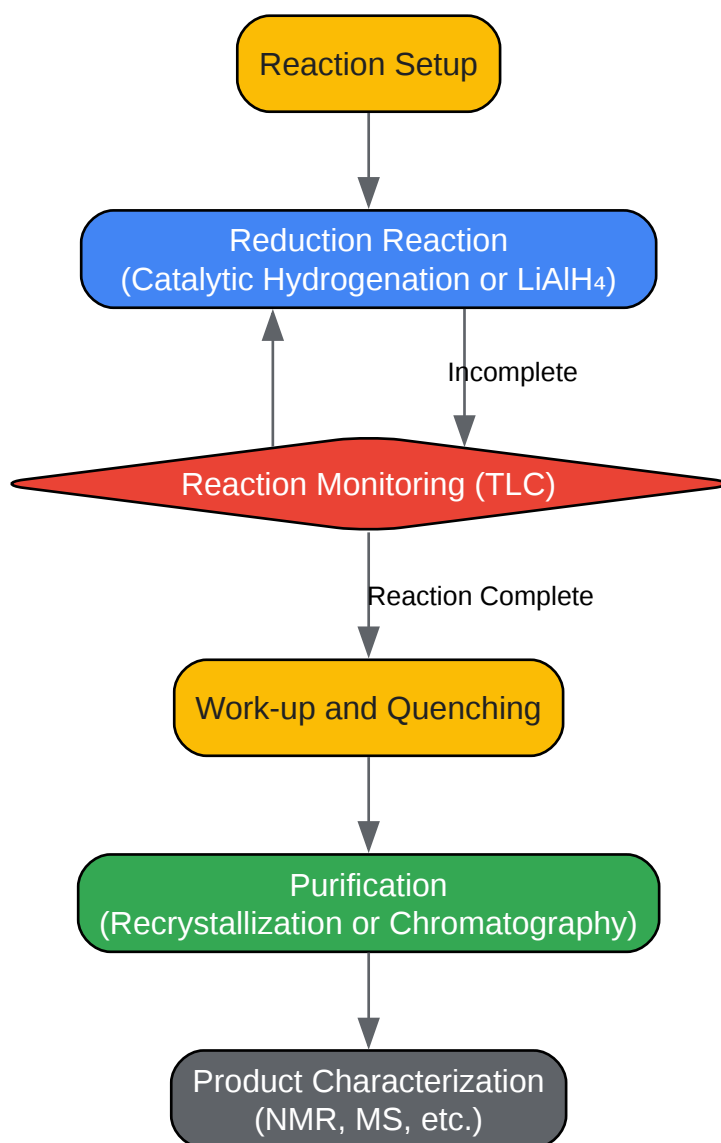 Reaction Setup
Reduction Reaction
(Catalytic Hydrogenation or LiAlH₄)
Incomplete
Reaction Monitoring (TLC)
Reaction Complete
Work-up and Quenching
Purification
(Recrystallization or Chromatography)
Product Characterization
(NMR, MS, etc.)